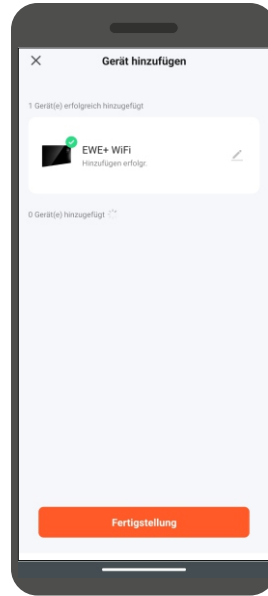 Gerät hinzufügen
1 Gerät(e) erfolgreich hinzugefügt
EWE+ WiFi
Hinzufügen erfolgr.
0 Gerät(e) hinzugefügt
Fertigstellung